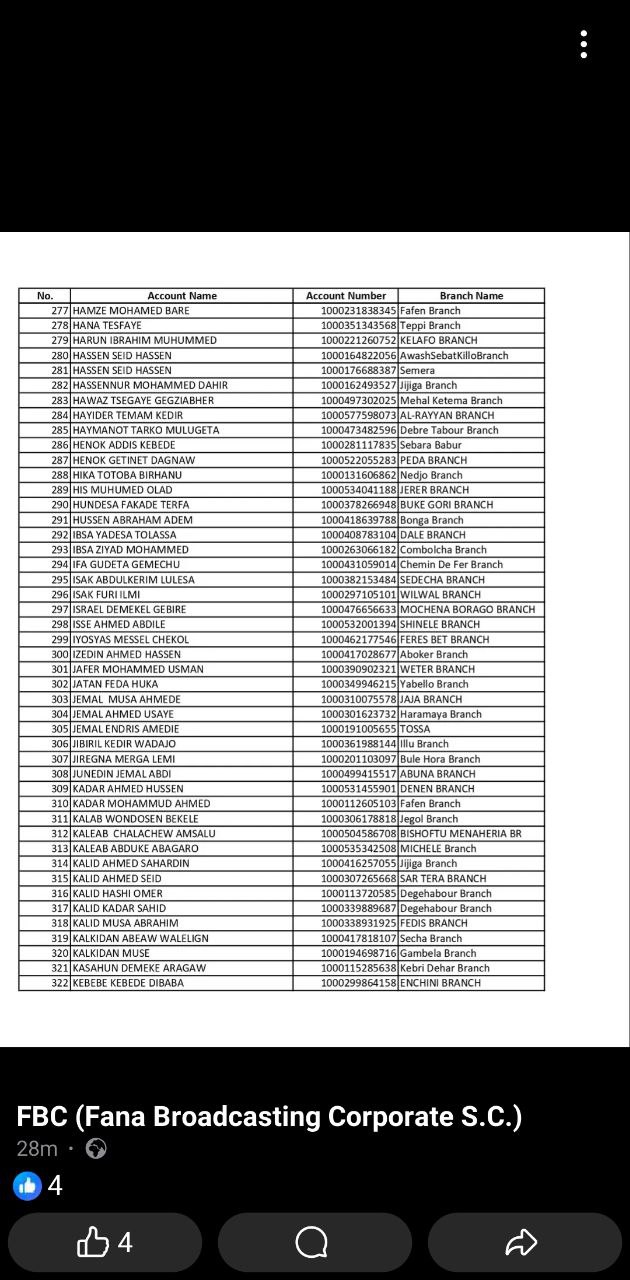 No. Account Name Account Number Branch Name
277 HAMZE MOHAMED BARE 1000231838345 Fafen Branch
278 HANA TESFAYE 1000351343568 Teppi Branch
279 HARUN IBRAHIM MUHUMMED 1000221260752 KELAFO BRANCH
280 HASSEN SEID HASSEN 1000164822056 AwashSebatKilloBranch
281 HASSEN SEID HASSEN 1000176688387 Semera
282 HASSENNUR MOHAMMED DAHIR 1000162493527 Jijiga Branch
283 HAWAZ TSEGAYE GEGZIABHER 1000497302025 Mehal Ketema Branch
284 HAYIDER TEMAM KEDIR 1000577598073 AL-RAYYAN BRANCH
285 HAYMANOT TARKO MULUGETA 1000473482596 Debre Tabour Branch
286 HENOK ADDIS KEBEDE 1000281117835 Sebara Babur
287 HENOK GETINET DAGNAW 1000522055283 PEDA BRANCH
288 HIKA TOTOBA BIRHANU 1000131606862 Nedjo Branch
289 HIS MUHUMED OLAD 1000534041188 JERER BRANCH
290 HUNDESA FAKADE TERFA 1000378266948 BUKE GORI BRANCH
291 HUSSEN ABRAHAM ADEM 1000418639788 Bonga Branch
292 IBSA YADESA TOLASSA 1000408783104 DALE BRANCH
293 IBSA ZIYAD MOHAMMED 1000263066182 Combolcha Branch
294 IFA GUDETA GEMECHU 1000431059014 Chemin De Fer Branch
295 ISAK ABDULKERIM LULESA 1000382153484 SEDECHA BRANCH
296 ISAK FURI ILMI 1000297105101 WILWAL BRANCH
297 ISRAEL DEMEKEL GEBIRE 1000476656633 MOCHENA BORAGO BRANCH
298 ISSE AHMED ABDILE 1000532001394 SHINELE BRANCH
299 IYOSYAS MESSEL CHEKOL 1000462177546 FERES BET BRANCH
300 IZEDIN AHMED HASSEN 1000417028677 Aboker Branch
301 JAFER MOHAMMED USMAN 1000390902321 WETER BRANCH
302 JATAN FEDA HUKA 1000349946215 Yabello Branch
303 JEMAL  MUSA AHMEDE 1000310075578 JAJA BRANCH
304 JEMAL AHMED USAYE 1000301623732 Haramaya Branch
305 JEMAL ENDRIS AMEDIE 1000191005655 TOSSA
306 JIBIRIL KEDIR WADAJO 1000361988144 Illu Branch
307 JIREGNA MERGA LEMI 1000201103097 Bule Hora Branch
308 JUNEDIN JEMAL ABDI 1000499415517 ABUNA BRANCH
309 KADAR AHMED HUSSEN 1000531455901 DENEN BRANCH
310 KADAR MOHAMMUD AHMED 1000112605103 Fafen Branch
311 KALAB WONDOSEN BEKELE 1000306178818 Jegol Branch
312 KALEAB  CHALACHEW AMSALU 1000504586708 BISHOFTU MENAHERIA BR
313 KALEAB ABDUKE ABAGARO 1000535342508 MICHELE Branch
314 KALID AHMED SAHARDIN 1000416257055 Jijiga Branch
315 KALID AHMED SEID 1000307265668 SAR TERA BRANCH
316 KALID HASHI OMER 1000113720585 Degehabour Branch
317 KALID KADAR SAHID 1000339889687 Degehabour Branch
318 KALID MUSA ABRAHIM 1000338931925 FEDIS BRANCH
319 KALKIDAN ABEAW WALELIGN 1000417818107 Secha Branch
320 KALKIDAN MUSE 1000194698716 Gambela Branch
321 KASAHUN DEMEKE ARAGAW 1000115285638 Kebri Dehar Branch
322 KEBEBE KEBEDE DIBABA 1000299864158 ENCHINI BRANCH
FBC (Fana Broadcasting Corporate S.C.)
28m ·
4
4